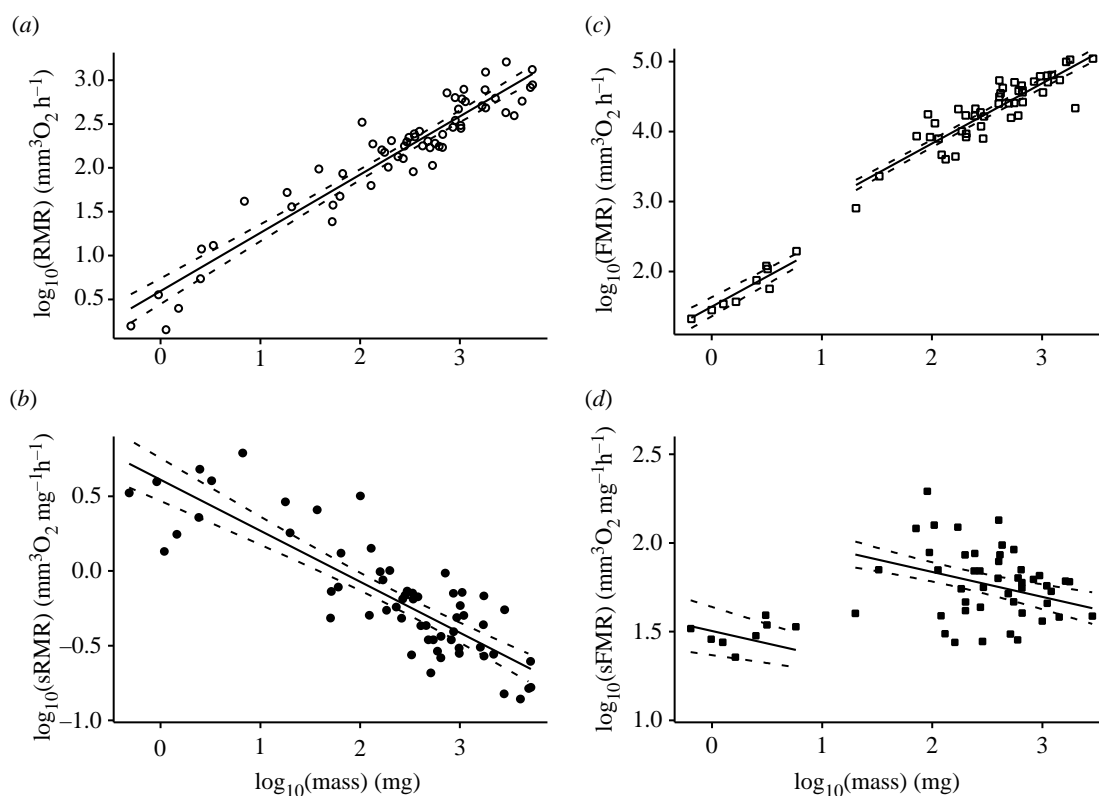 (a)
log10(RMR) (mm³O2 h⁻¹)
3.0
2.5
2.0
1.5
1.0
0.5
0 1 2 3
(c)
log10(FMR) (mm³O2 h⁻¹)
5.0
4.0
3.0
2.0
0 1 2 3
(b)
log10(sRMR) (mm³O2 mg⁻¹h⁻¹)
0.5
0.0
–0.5
–1.0
0 1 2 3
log10(mass) (mg)
(d)
log10(sFMR) (mm³O2 mg⁻¹h⁻¹)
2.5
2.0
1.5
1.0
0 1 2 3
log10(mass) (mg)